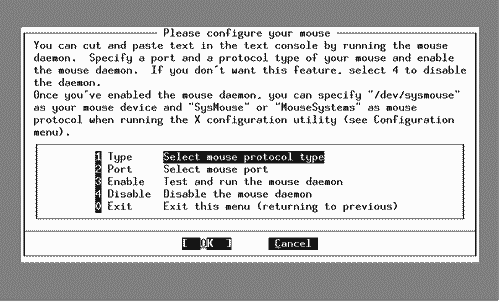 Please configure your mouse
You can cut and paste text in the text console by running the mouse
daemon. Specify a port and a protocol type of your mouse and enable
the mouse daemon. If you don't want this feature, select 4 to disable
the daemon.
Once you've enabled the mouse daemon, you can specify "/dev/sysmouse"
as your mouse device and "SysMouse" or "MouseSystems" as mouse
protocol when running the X configuration utility (see Configuration
menu).
1 Type Select mouse protocol type
2 Port Select mouse port
3 Enable Test and run the mouse daemon
4 Disable Disable the mouse daemon
0 Exit Exit this menu (returning to previous)
[ OK ] Cancel